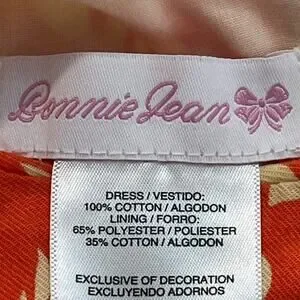 Bonnie Jean
DRESS / VESTIDO:
100% COTTON / ALGODON
LINING / FORRO:
65% POLYESTER / POLIESTER
35% COTTON / ALGODON
EXCLUSIVE OF DECORATION
EXCLUYENDO ADORNOS